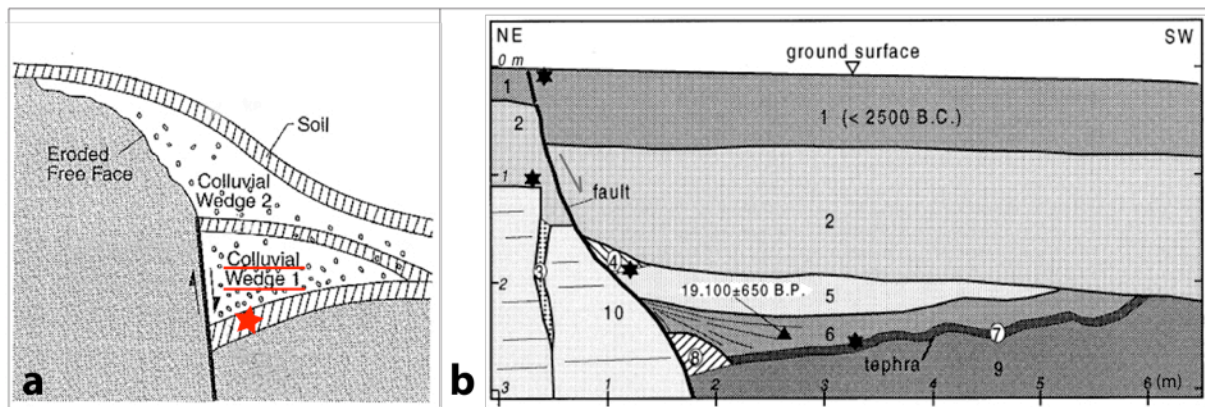 Soil
Eroded
Free Face
Colluvial
Wedge 2
Colluvial
Wedge 1
a
NE
SW
ground surface
0 m
1
1 (< 2500 B.C.)
2
1
fault
2
4
3
2
19.100±650 B.P.
5
10
6
7
8
tephra
9
3
1
2
3
4
5
6 (m)
b